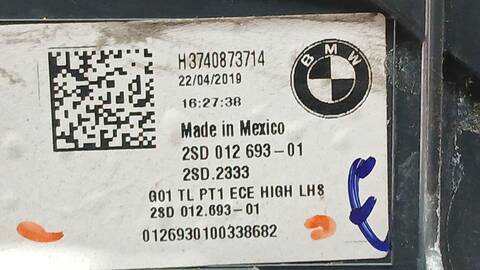 H3740873714
22/04/2019
BMW
16:27:38
Made in Mexico
2SD 012 693-01
2SD.2333
G01 TL PT1 ECE HIGH LHS
2SD 012.693-01
0126930100338682